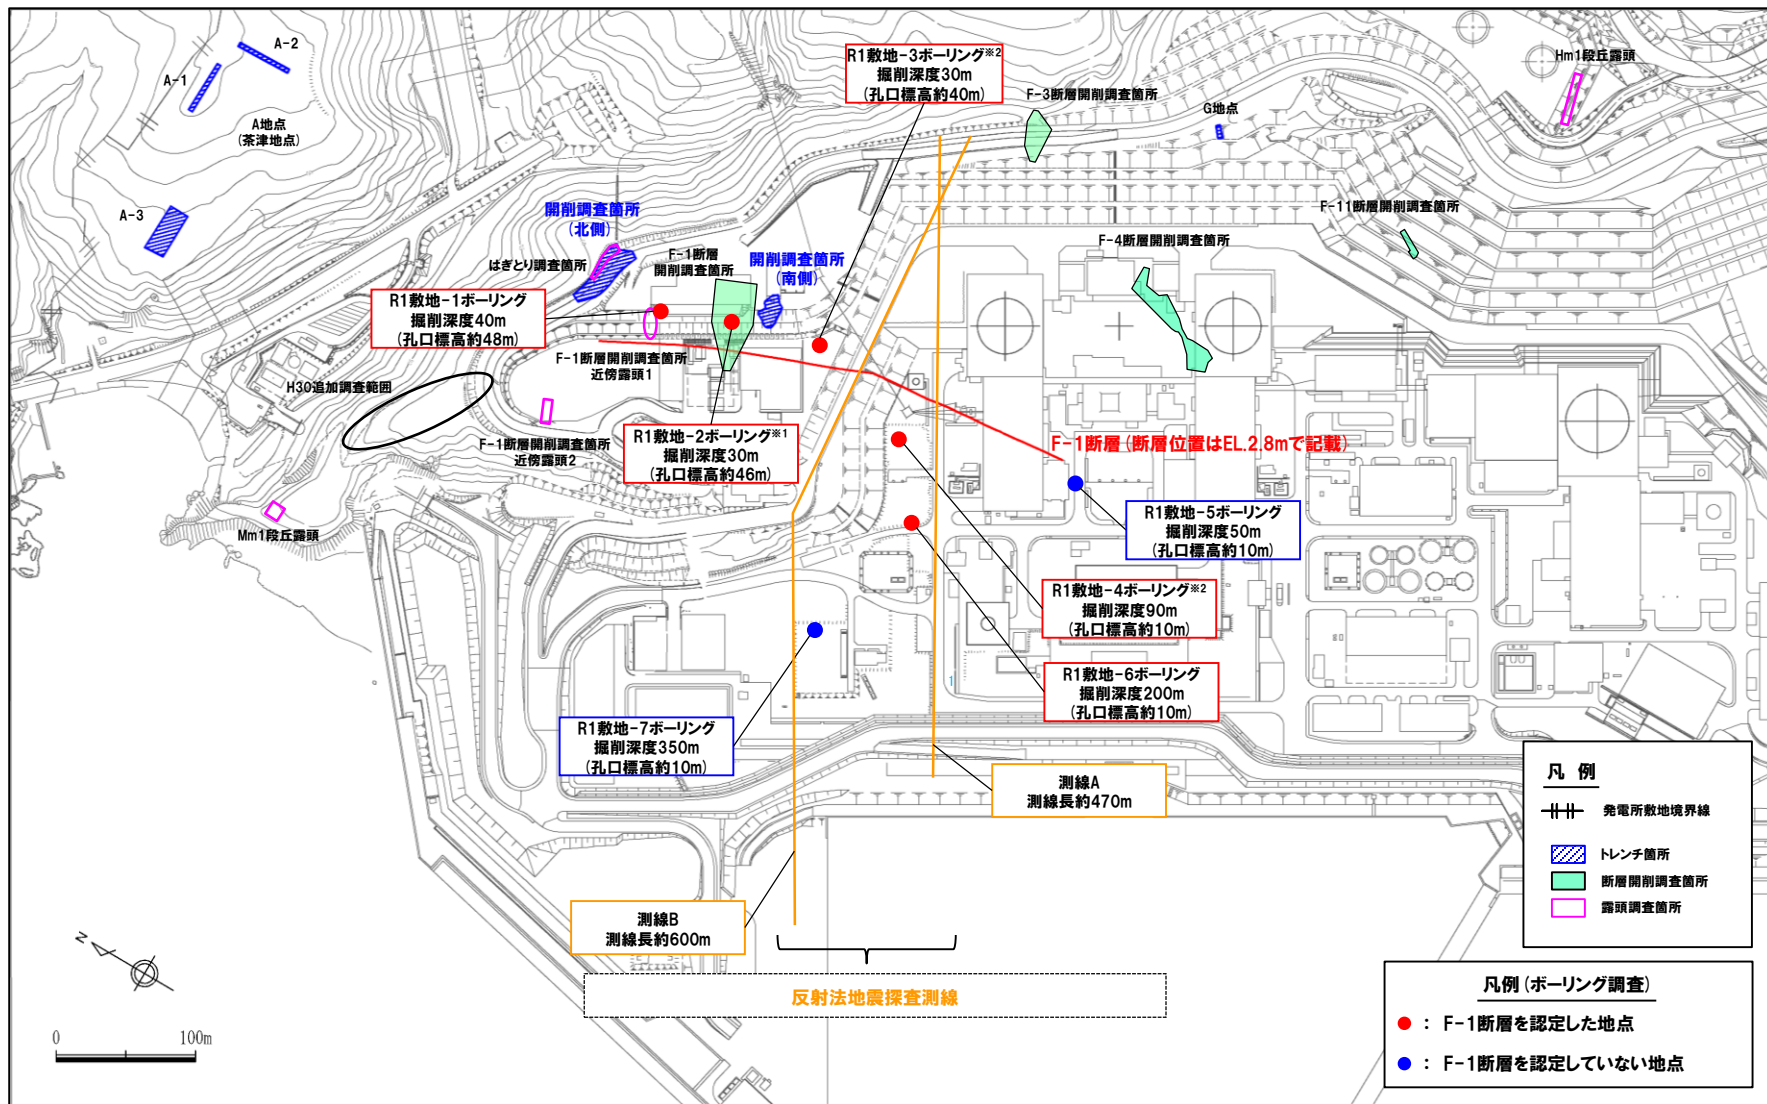 A-2
A-1
A地点
(茶津地点)
A-3
R1敷地-3ボーリング※2
掘削深度30m
(孔口標高約40m)
F-3断層開削調査箇所
G地点
Hm1段丘露頭
開削調査箇所
(北側)
はぎとり調査箇所
F-1断層
開削調査箇所
開削調査箇所
(南側)
F-4断層開削調査箇所
F-11断層開削調査箇所
R1敷地-1ボーリング
掘削深度40m
(孔口標高約48m)
F-1断層開削調査箇所
近傍露頭1
H30追加調査範囲
F-1断層開削調査箇所
近傍露頭2
R1敷地-2ボーリング※1
掘削深度30m
(孔口標高約46m)
F-1断層(断層位置はEL.2.8mで記載)
Mm1段丘露頭
R1敷地-5ボーリング
掘削深度50m
(孔口標高約10m)
R1敷地-4ボーリング※2
掘削深度90m
(孔口標高約10m)
R1敷地-6ボーリング
掘削深度200m
(孔口標高約10m)
R1敷地-7ボーリング
掘削深度350m
(孔口標高約10m)
測線A
測線長約470m
測線B
測線長約600m
反射法地震探査測線
N
0 100m
凡 例
発電所敷地境界線
トレンチ箇所
断層開削調査箇所
露頭調査箇所
凡例(ボーリング調査)
: F-1断層を認定した地点
: F-1断層を認定していない地点